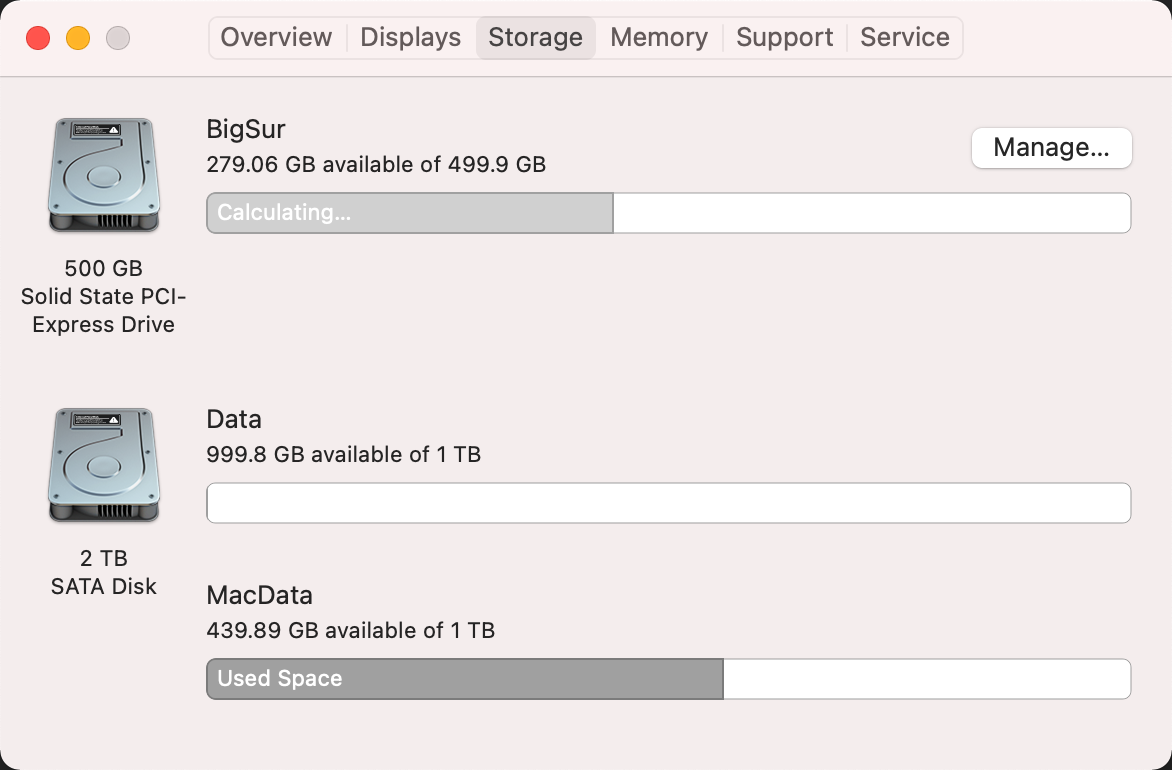 Overview Displays Storage Memory Support Service
BigSur
279.06 GB available of 499.9 GB
Manage...
Calculating...
500 GB
Solid State PCI-
Express Drive
Data
999.8 GB available of 1 TB
2 TB
SATA Disk
MacData
439.89 GB available of 1 TB
Used Space